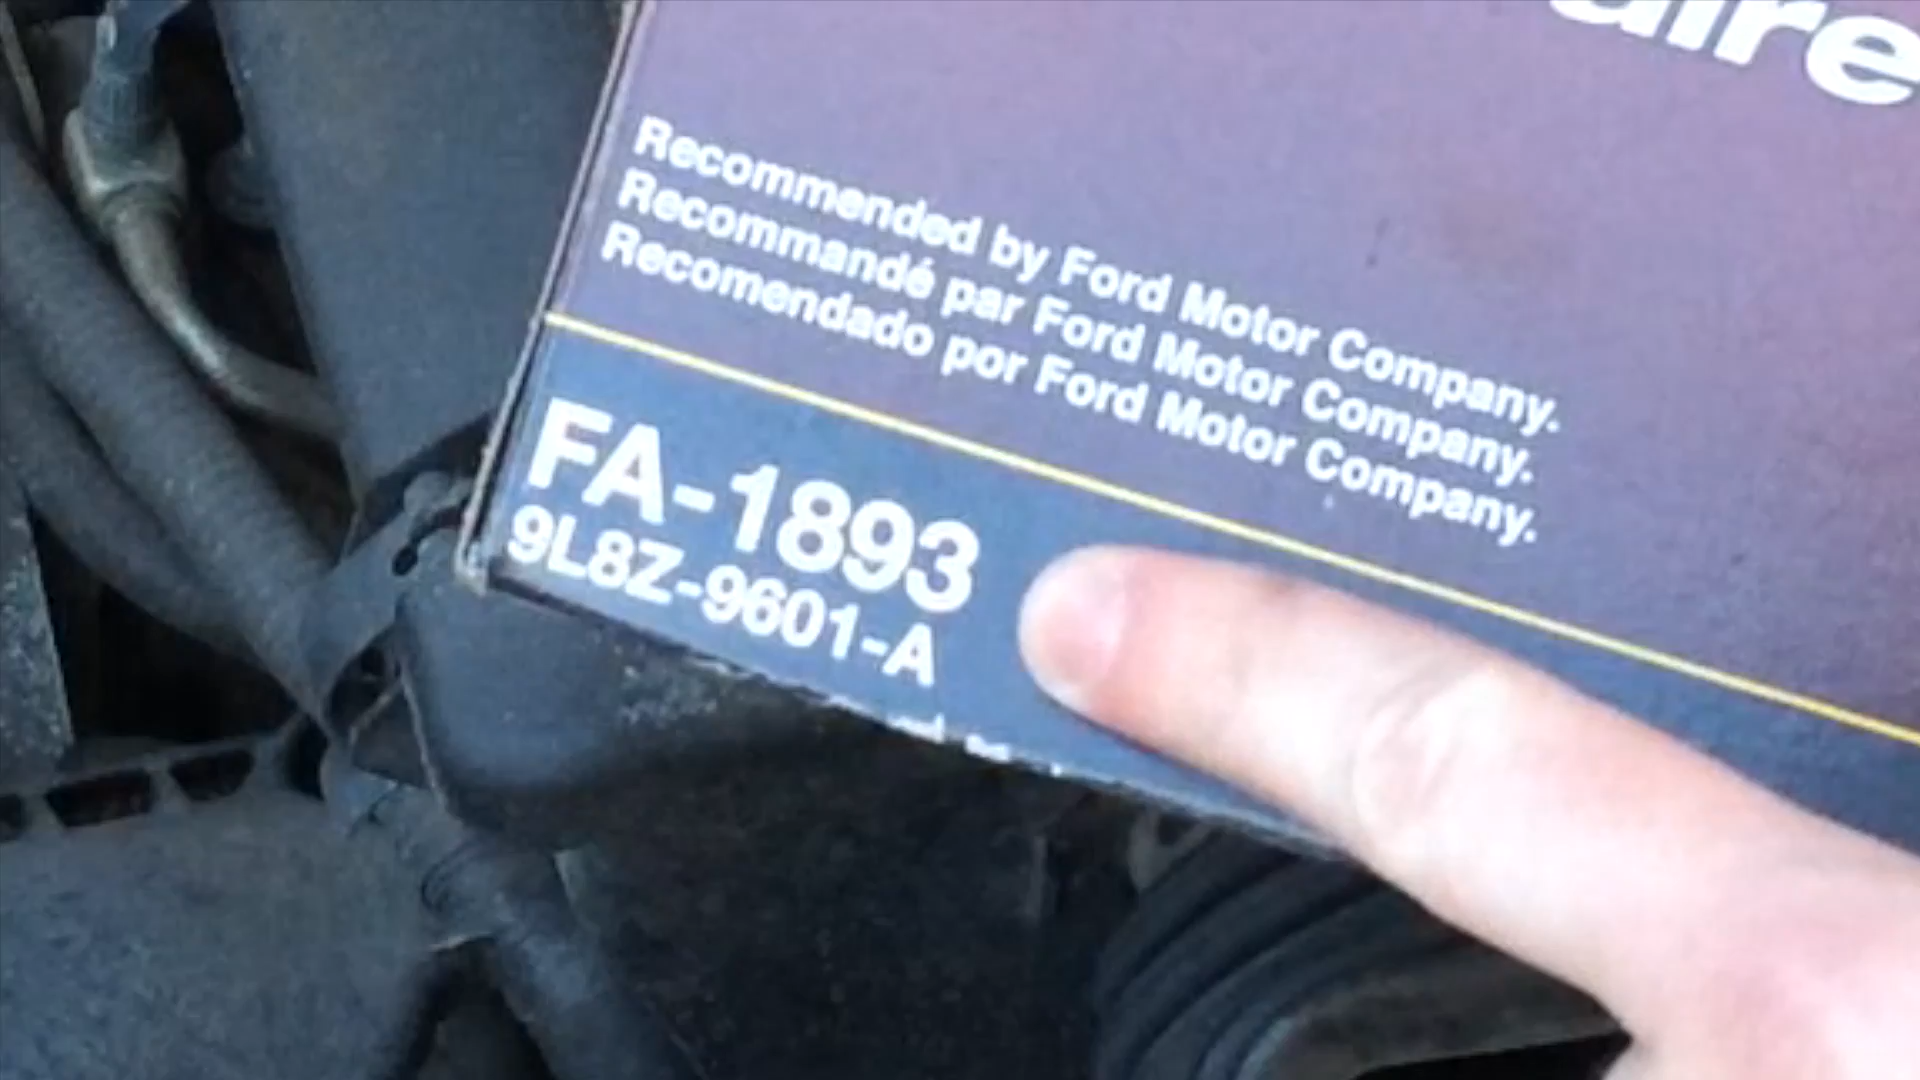 aire
Recommended by Ford Motor Company.
Recommandé par Ford Motor Company.
Recomendado por Ford Motor Company.
FA-1893
9L8Z-9601-A